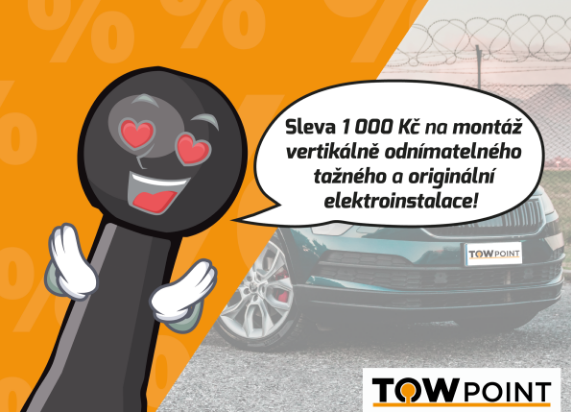 Sleva 1 000 Kč na montáž
vertikálně odnímatelného
tažného a originální
elektroinstalace!
TOWPOINT
TOWPOINT